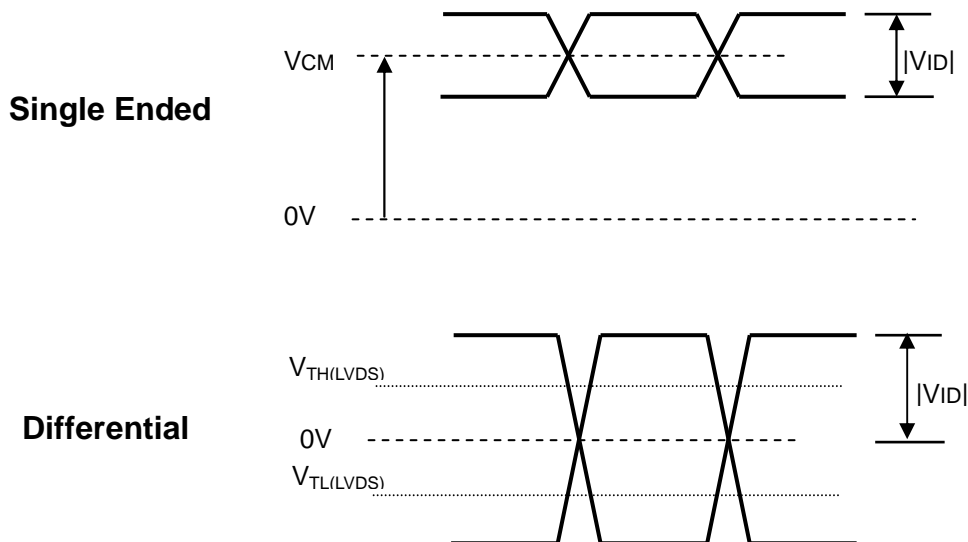 VCM
|VID|
Single Ended
0V
VTH(LVDS)
|VID|
Differential
0V
VTL(LVDS)